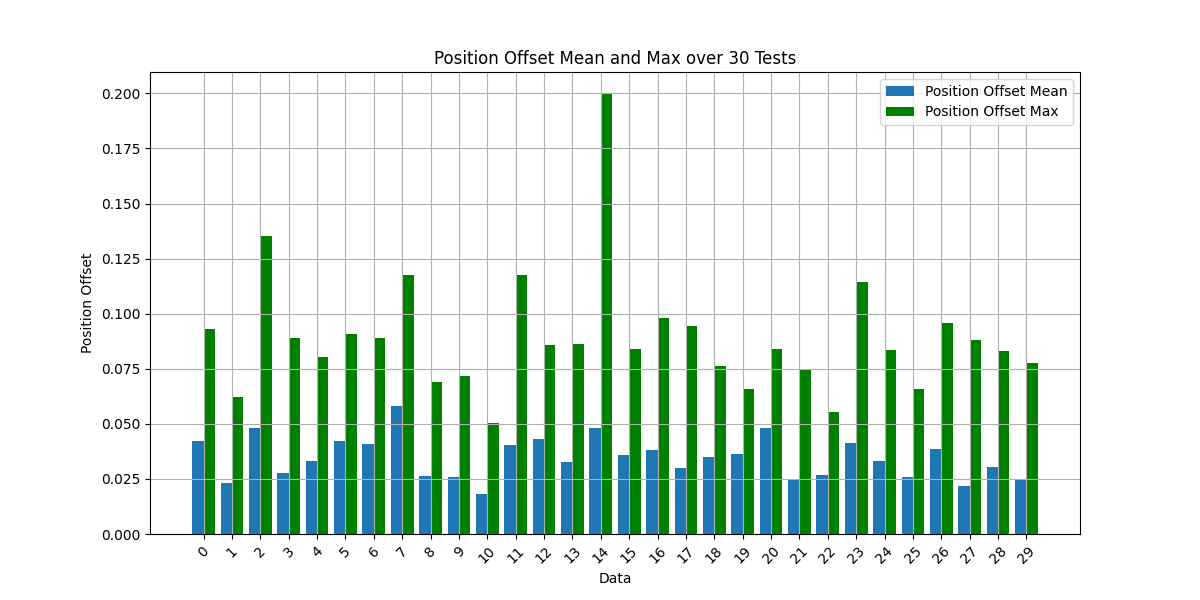 Position Offset Mean and Max over 30 Tests
Position Offset Mean
Position Offset Max
Position Offset
0.200
0.175
0.150
0.125
0.100
0.075
0.050
0.025
0.000
0 1 2 3 4 5 6 7 8 9 10 11 12 13 14 15 16 17 18 19 20 21 22 23 24 25 26 27 28 29
Data